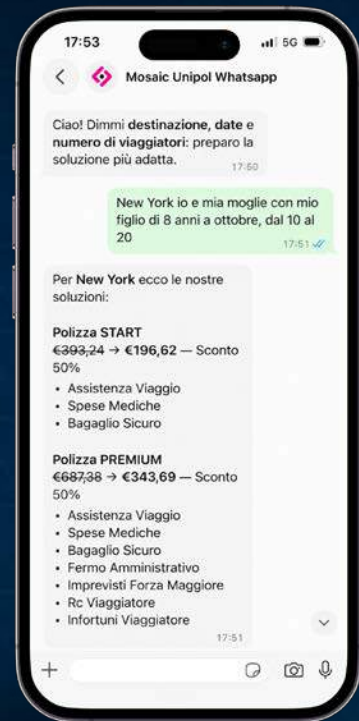 17:53
5G
Mosaic Unipol Whatsapp
Ciao! Dimmi destinazione, date e
numero di viaggiatori: preparo la
soluzione più adatta.
17:50
New York io e mia moglie con mio
figlio di 8 anni a ottobre, dal 10 al
20
17:51
Per New York ecco le nostre
soluzioni:
Polizza START
€393,24 → €196,62 — Sconto
50%
• Assistenza Viaggio
• Spese Mediche
• Bagaglio Sicuro
Polizza PREMIUM
€687,38 → €343,69 — Sconto
50%
• Assistenza Viaggio
• Spese Mediche
• Bagaglio Sicuro
• Fermo Amministrativo
• Imprevisti Forza Maggiore
• Rc Viaggiatore
• Infortuni Viaggiatore
17:51